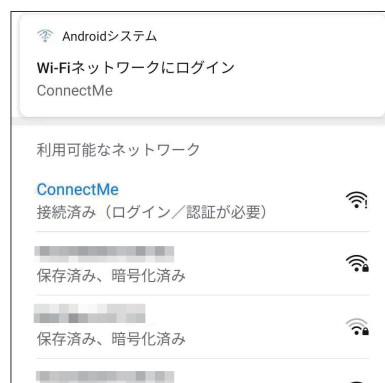 Androidシステム
Wi-Fiネットワークにログイン
ConnectMe
利用可能なネットワーク
ConnectMe
接続済み（ログイン／認証が必要）
保存済み、暗号化済み
保存済み、暗号化済み